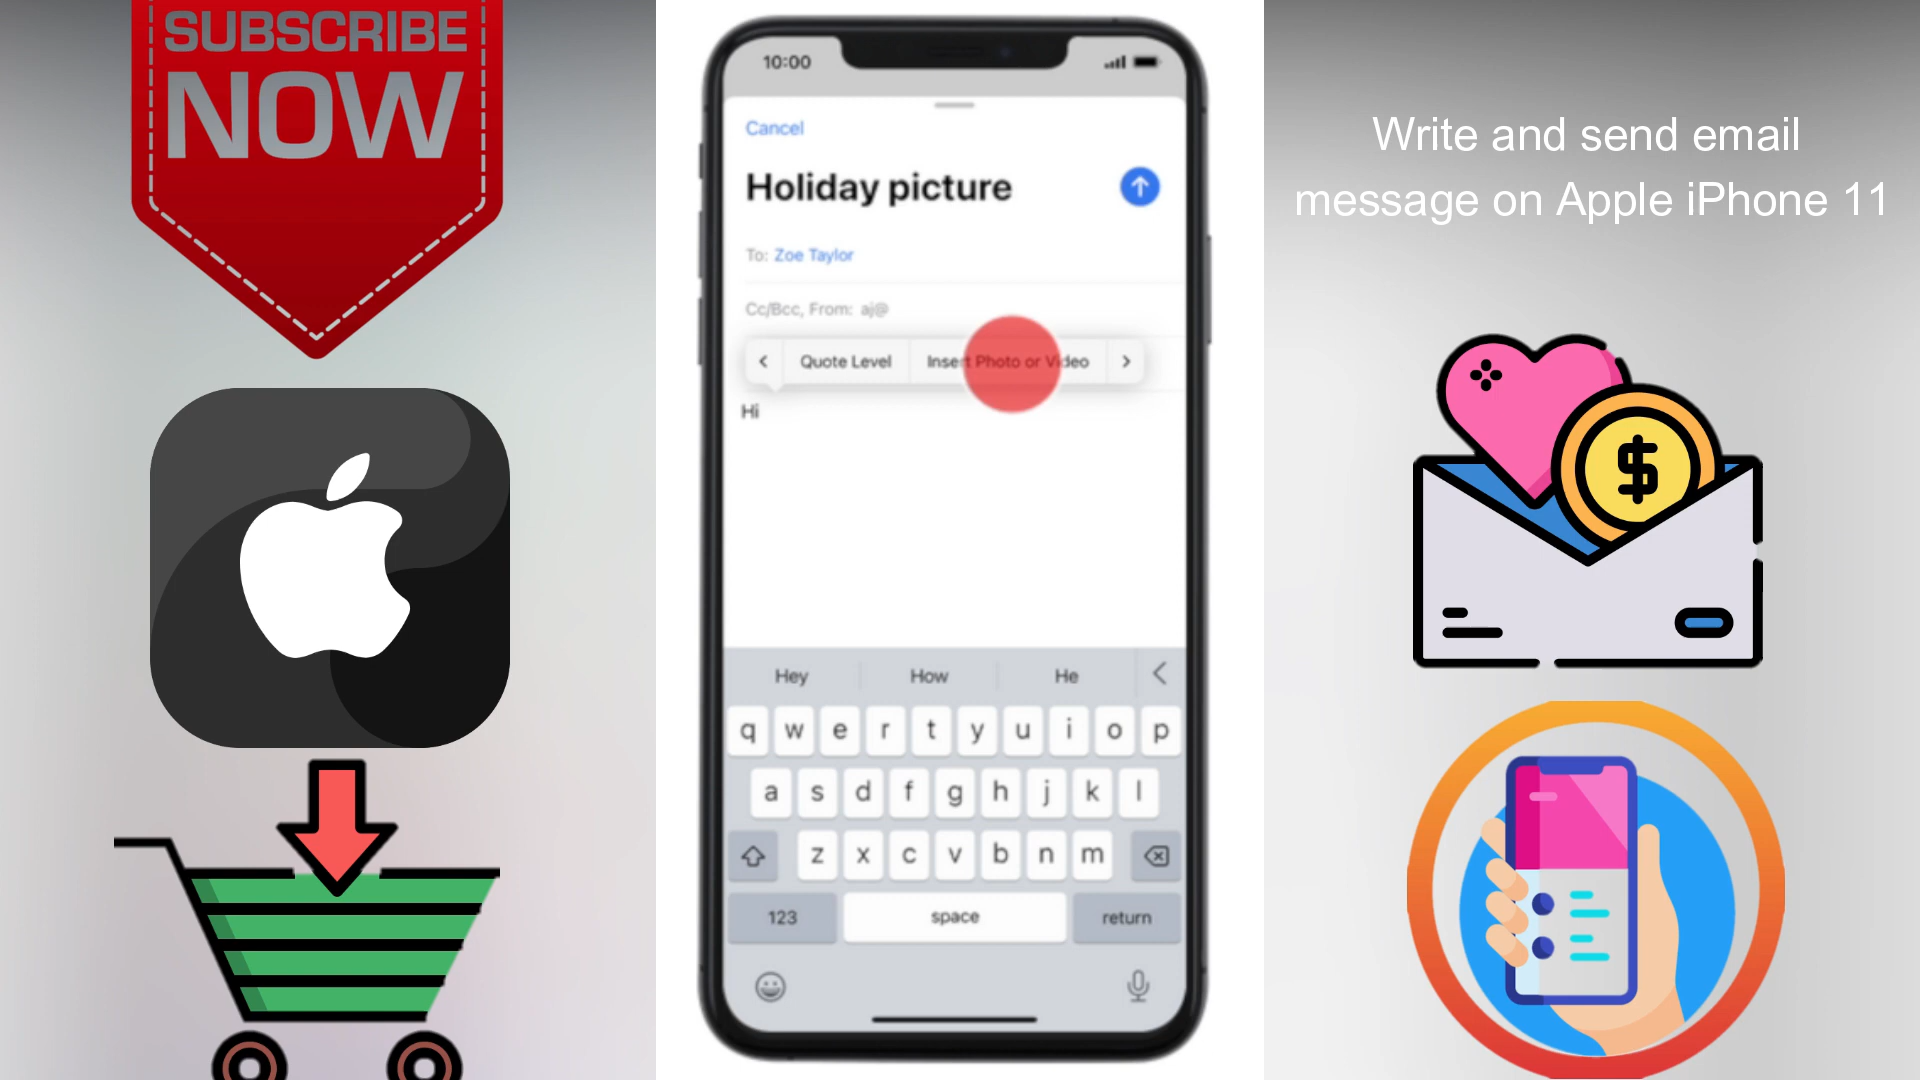 SUBSCRIBE
NOW
10:00
Cancel
Holiday picture
To: Zoe Taylor
Cc/Bcc, From: aj@
Quote Level
Insert Photo or Video
Hi
Hey How He
q w e r t y u i o p
a s d f g h j k l
z x c v b n m
123 space return
Write and send email
message on Apple iPhone 11
$